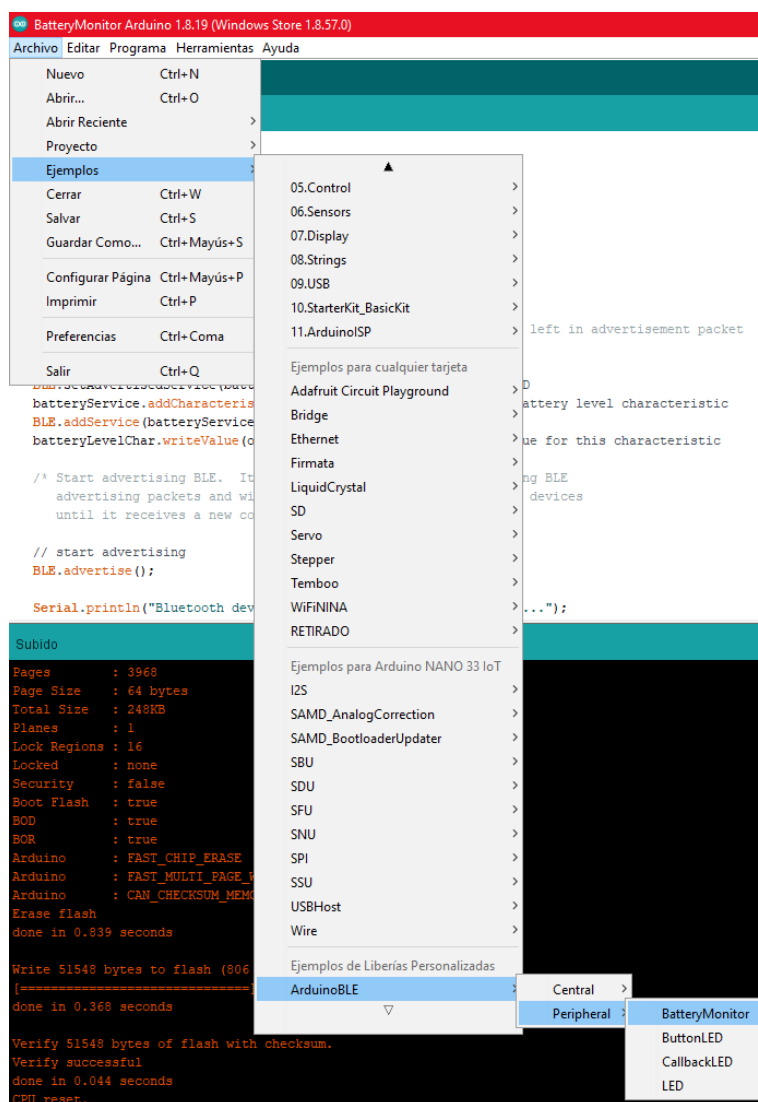 BatteryMonitor Arduino 1.8.19 (Windows Store 1.8.57.0)
Archivo Editar Programa Herramientas Ayuda
Nuevo Ctrl+N
Abrir... Ctrl+O
Abrir Reciente
Proyecto
Ejemplos
Cerrar Ctrl+W
Salvar Ctrl+S
Guardar Como... Ctrl+Mayús+S
Configurar Página Ctrl+Mayús+P
Imprimir Ctrl+P
Preferencias Ctrl+Coma
Salir Ctrl+Q
05.Control
06.Sensors
07.Display
08.Strings
09.USB
10.StarterKit_BasicKit
11.ArduinoISP
Ejemplos para cualquier tarjeta
Adafruit Circuit Playground
Bridge
Ethernet
Firmata
LiquidCrystal
SD
Servo
Stepper
Temboo
WiFiNINA
RETIRADO
Ejemplos para Arduino NANO 33 IoT
I2S
SAMD_AnalogCorrection
SAMD_BootloaderUpdater
SBU
SDU
SFU
SNU
SPI
SSU
USBHost
Wire
Ejemplos de Liberías Personalizadas
ArduinoBLE
Central
Peripheral
BatteryMonitor
ButtonLED
CallbackLED
LED
left in advertisement packet
BLE.setAdvertisedService(batt D
batteryService.addCharacteris attery level characteristic
BLE.addService(batteryService
batteryLevelChar.writeValue(o ue for this characteristic
/* Start advertising BLE. It ng BLE
advertising packets and wi devices
until it receives a new co
// start advertising
BLE.advertise();
Serial.println("Bluetooth dev ...");
Subido
Pages : 3968
Page Size : 64 bytes
Total Size : 248KB
Planes : 1
Lock Regions : 16
Locked : none
Security : false
Boot Flash : true
BOD : true
BOR : true
Arduino : FAST_CHIP_ERASE
Arduino : FAST_MULTI_PAGE_W
Arduino : CAN_CHECKSUM_MEMO
Erase flash
done in 0.839 seconds
Write 51548 bytes to flash (806
[==============================]
done in 0.368 seconds
Verify 51548 bytes of flash with checksum.
Verify successful
done in 0.044 seconds
CPU reset.